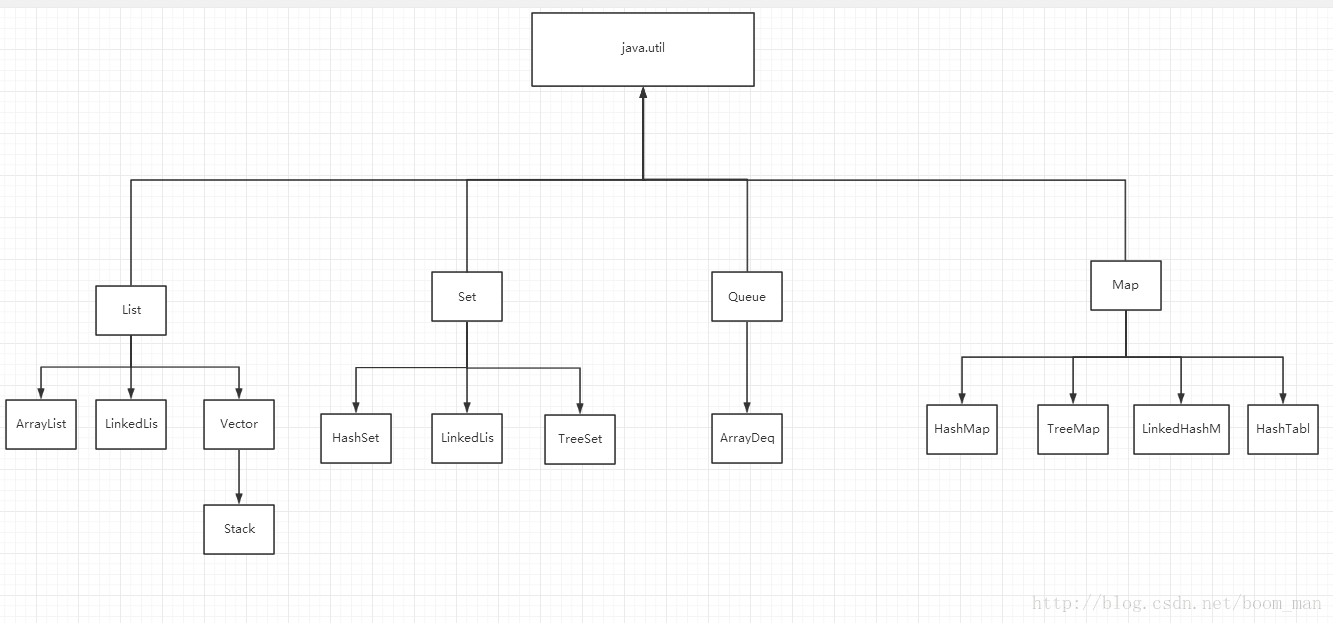 java.util
List
Set
Queue
Map
ArrayList
LinkedLis
Vector
HashSet
LinkedLis
TreeSet
ArrayDeq
HashMap
TreeMap
LinkedHashM
HashTabl
Stack
http://blog.csdn.net/boom_man